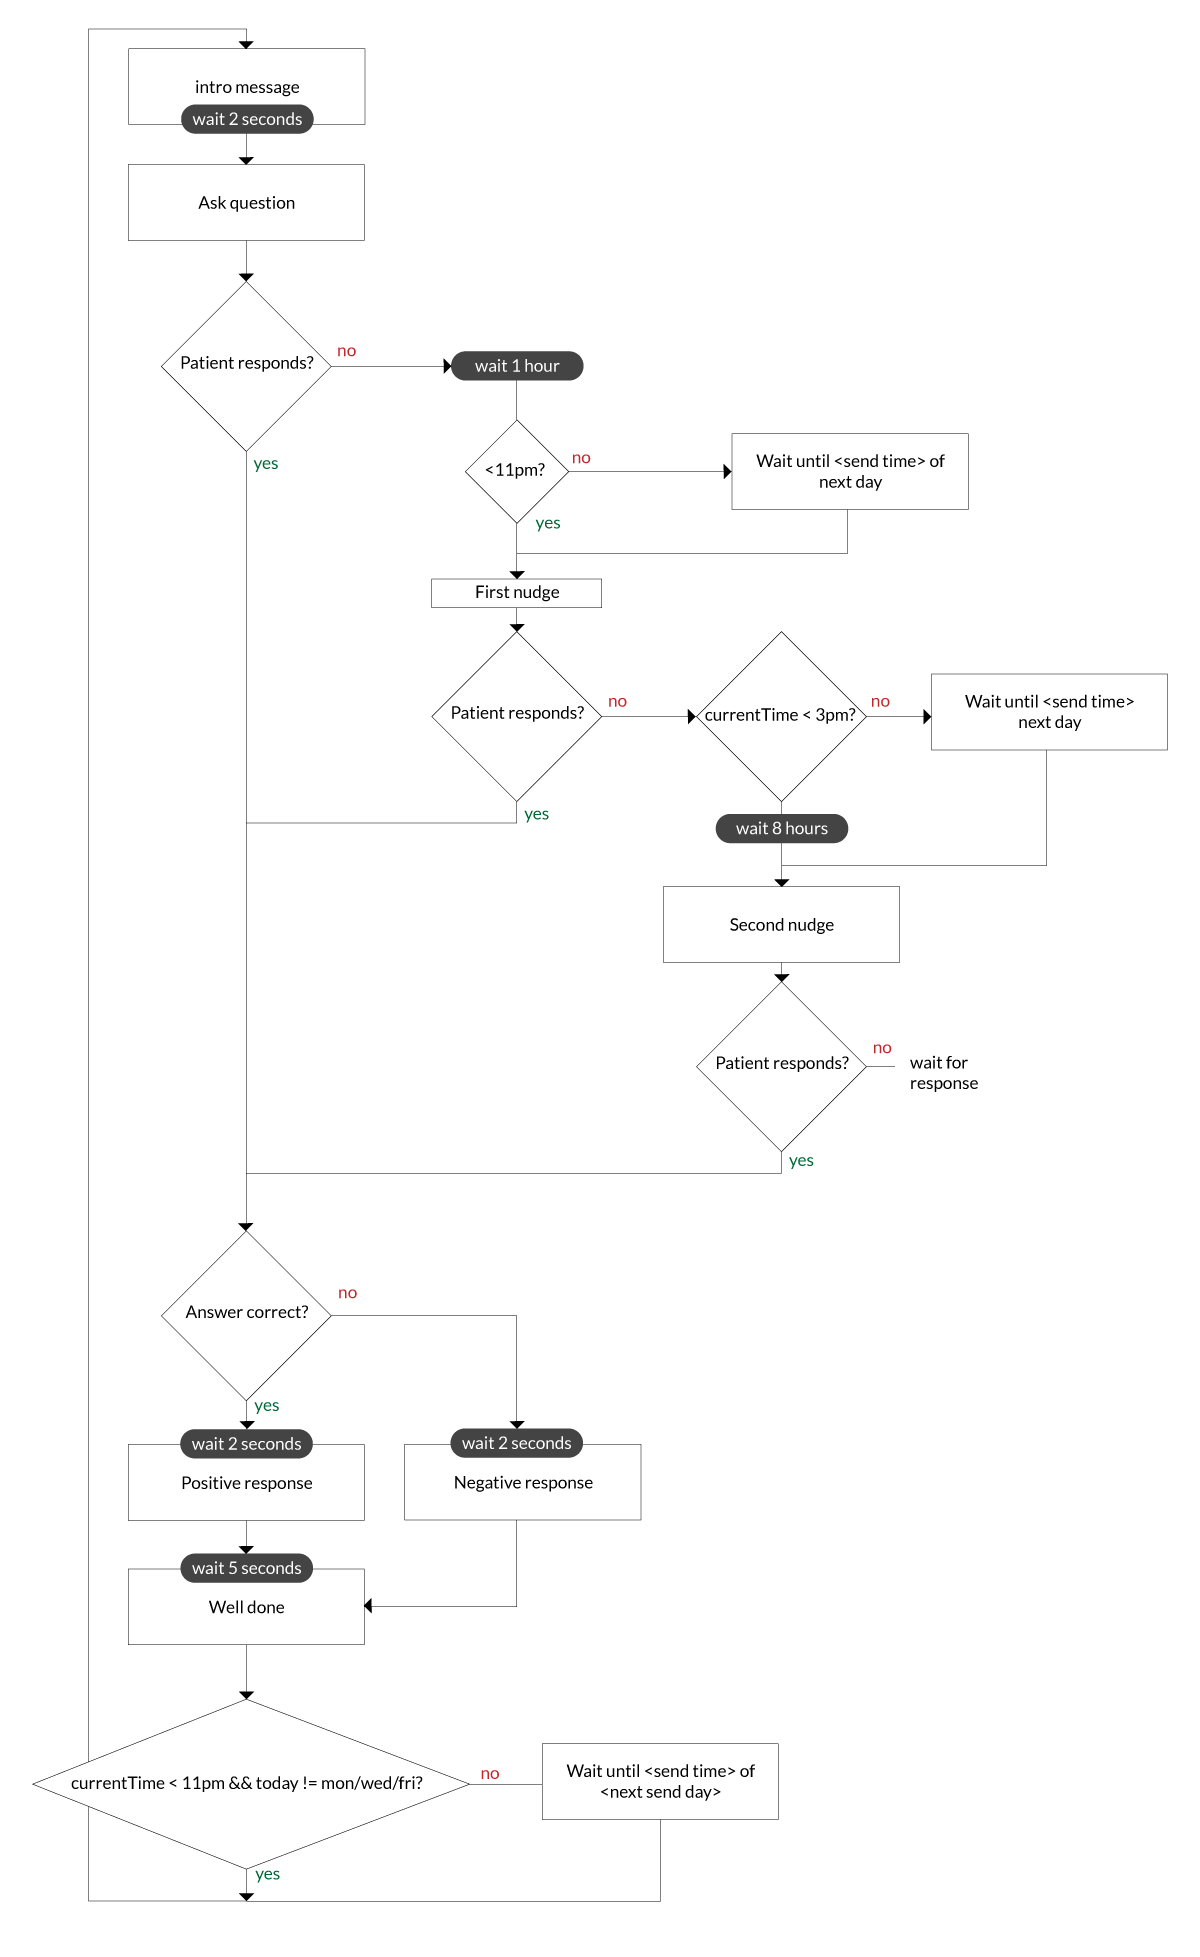 intro message
wait 2 seconds
Ask question
Patient responds?
no
yes
wait 1 hour
<11pm?
no
yes
Wait until <send time> of
next day
First nudge
Patient responds?
no
yes
currentTime < 3pm?
no
Wait until <send time>
next day
wait 8 hours
Second nudge
Patient responds?
no
wait for
response
yes
Answer correct?
no
yes
wait 2 seconds
Positive response
wait 2 seconds
Negative response
wait 5 seconds
Well done
currentTime < 11pm && today != mon/wed/fri?
no
yes
Wait until <send time> of
<next send day>